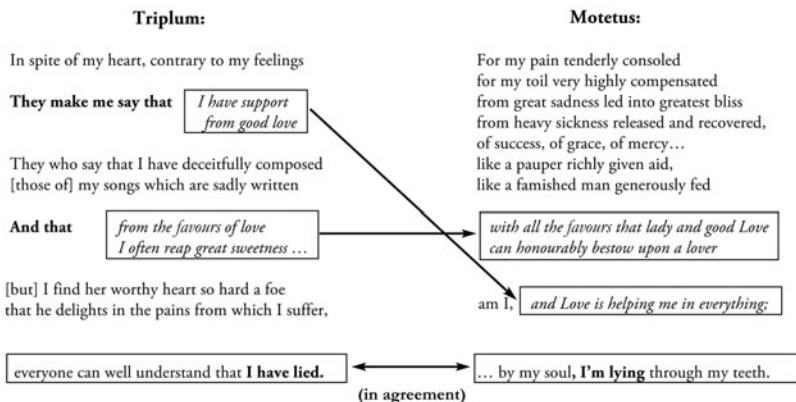 Triplum:
In spite of my heart, contrary to my feelings
They make me say that I have support
from good love
They who say that I have deceitfully composed
[those of] my songs which are sadly written
And that from the favours of love
I often reap great sweetness ...
[but] I find her worthy heart so hard a foe
that he delights in the pains from which I suffer,
everyone can well understand that I have lied.
Motetus:
For my pain tenderly consoled
for my toil very highly compensated
from great sadness led into greatest bliss
from heavy sickness released and recovered,
of success, of grace, of mercy…
like a pauper richly given aid,
like a famished man generously fed
with all the favours that lady and good Love
can honourably bestow upon a lover
am I, and Love is helping me in everything;
… by my soul, I'm lying through my teeth.
(in agreement)